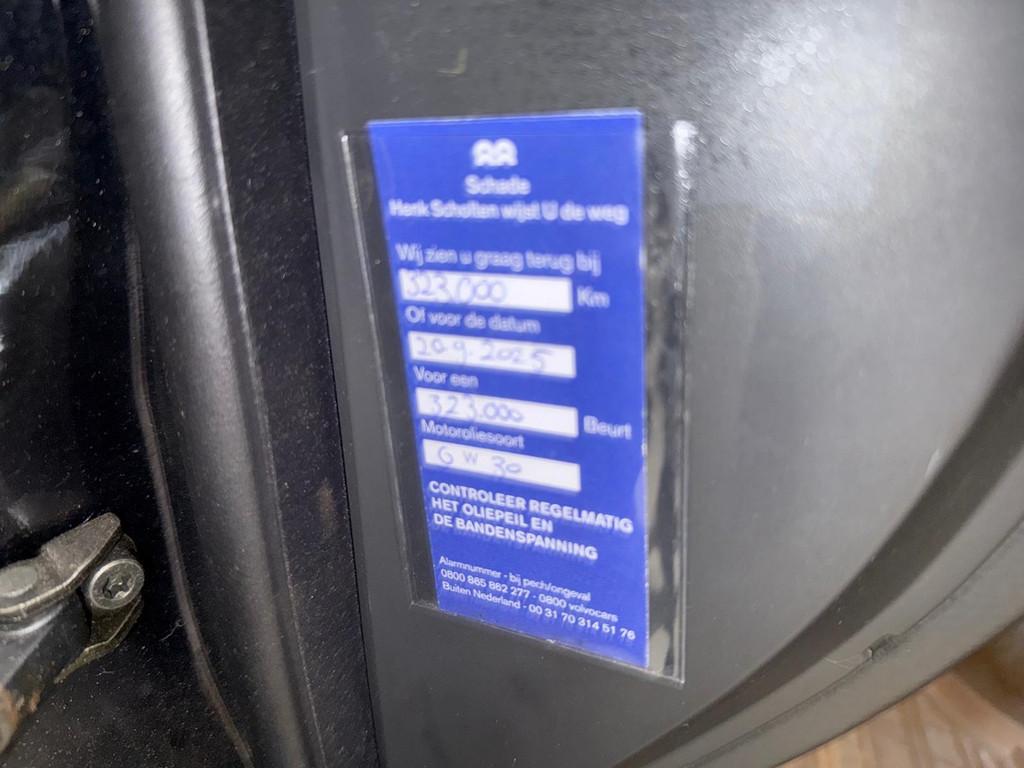 Schade
Henk Scholten wijst U de weg
Wij zien u graag terug bij
323.000 Km
Of voor de datum
20.9.2025
Voor een
323.000 Beurt
Motoroliesoort
0 W 30
CONTROLEER REGELMATIG
HET OLIEPEIL EN
DE BANDENSPANNING
Alarmnummer - bij pech/ongeval
0800 865 862 277 - 0800 volvocars
Buiten Nederland - 00 31 70 314 51 76